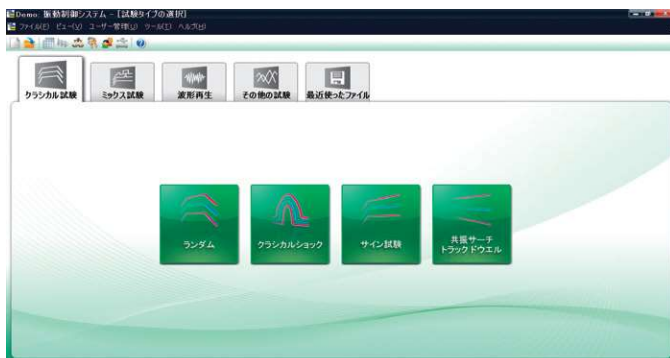 Demo: 振動制御システム - [試験タイプの選択]
ファイル(F) ビュー(V) ユーザー管理(U) ツール(T) ヘルプ(H)
クラシカル試験 ミックス試験 波形再生 その他の試験 最近使ったファイル
ランダム クラシカルショック サイン試験 共振サーチ
トラックドウエル